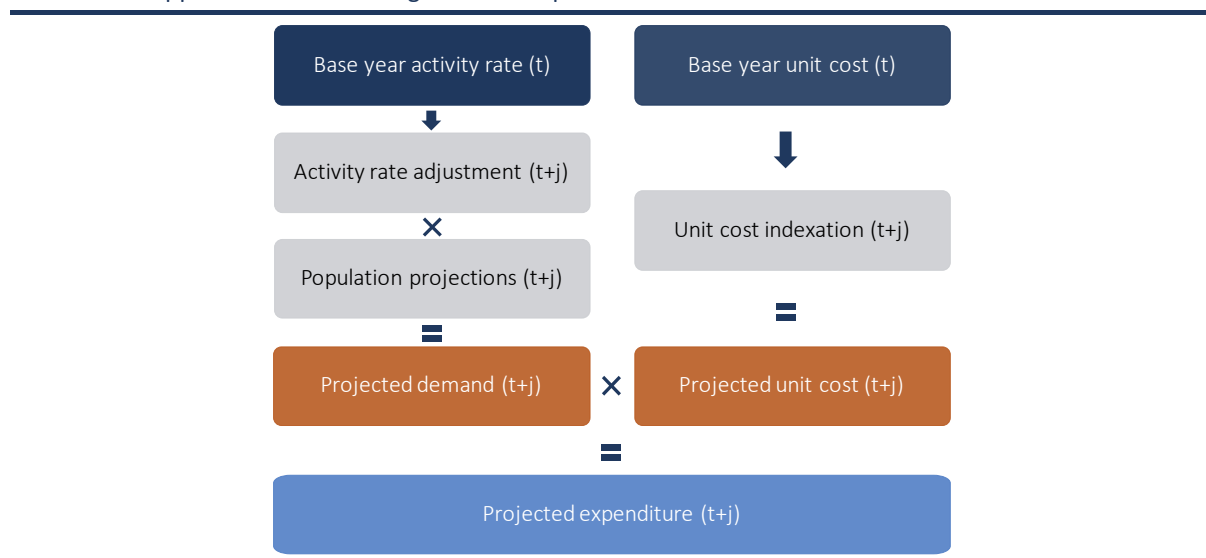 Base year activity rate (t)
Base year unit cost (t)
Activity rate adjustment (t+j)
×
Unit cost indexation (t+j)
Population projections (t+j)
=
=
Projected demand (t+j) × Projected unit cost (t+j)
=
Projected expenditure (t+j)